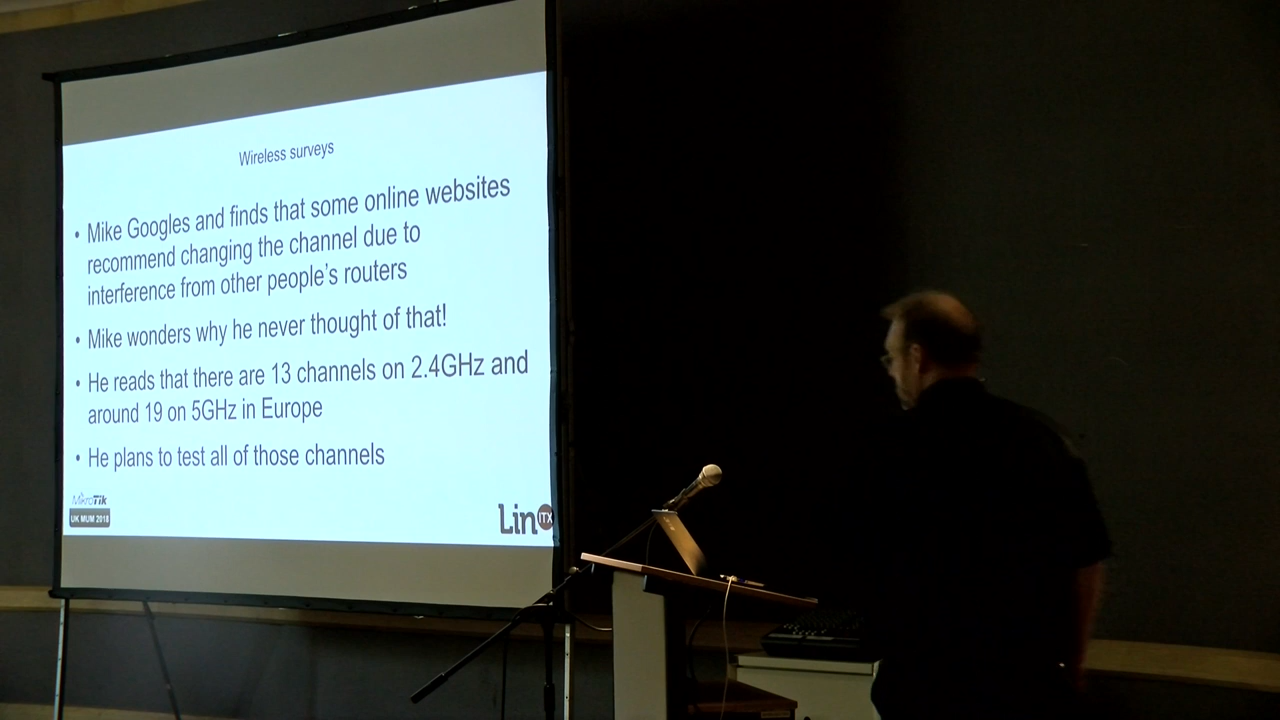 Wireless surveys
• Mike Googles and finds that some online websites
recommend changing the channel due to
interference from other people's routers
• Mike wonders why he never thought of that!
• He reads that there are 13 channels on 2.4GHz and
around 19 on 5GHz in Europe
• He plans to test all of those channels
MikroTik
UK MUM 2018
Lin ITX